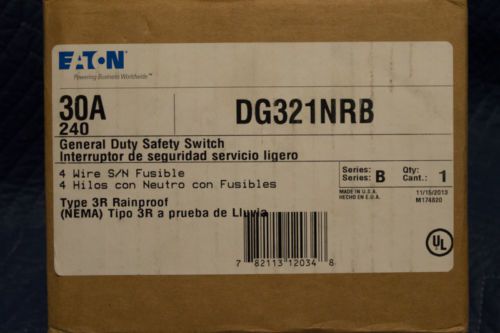 EATON
Powering Business Worldwide™
30A
240
DG321NRB
General Duty Safety Switch
Interruptor de seguridad servicio ligero
4 Wire S/N Fusible
4 Hilos con Neutro con Fusibles
Series: Serie: B Qty: Cant.: 1
Type 3R Rainproof
(NEMA) Tipo 3R a prueba de Lluvia
MADE IN U.S.A.
HECHO EN E.U.A.
11/15/2013
M174820
UL
7 82113 12034 8